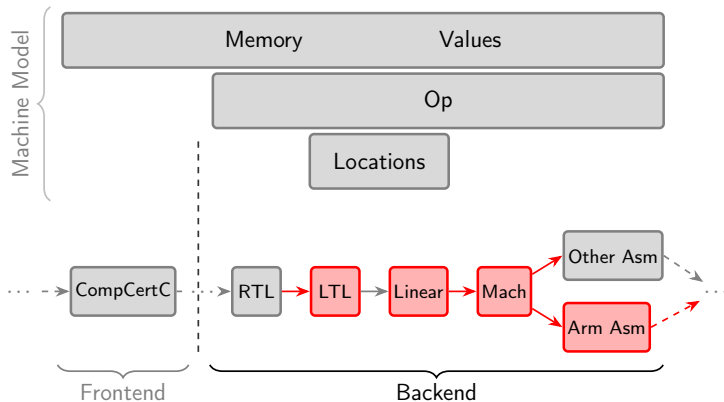 Machine Model
Memory Values
Op
Locations
... CompCertC ... RTL LTL Linear Mach Other Asm
Arm Asm ...
Frontend Backend